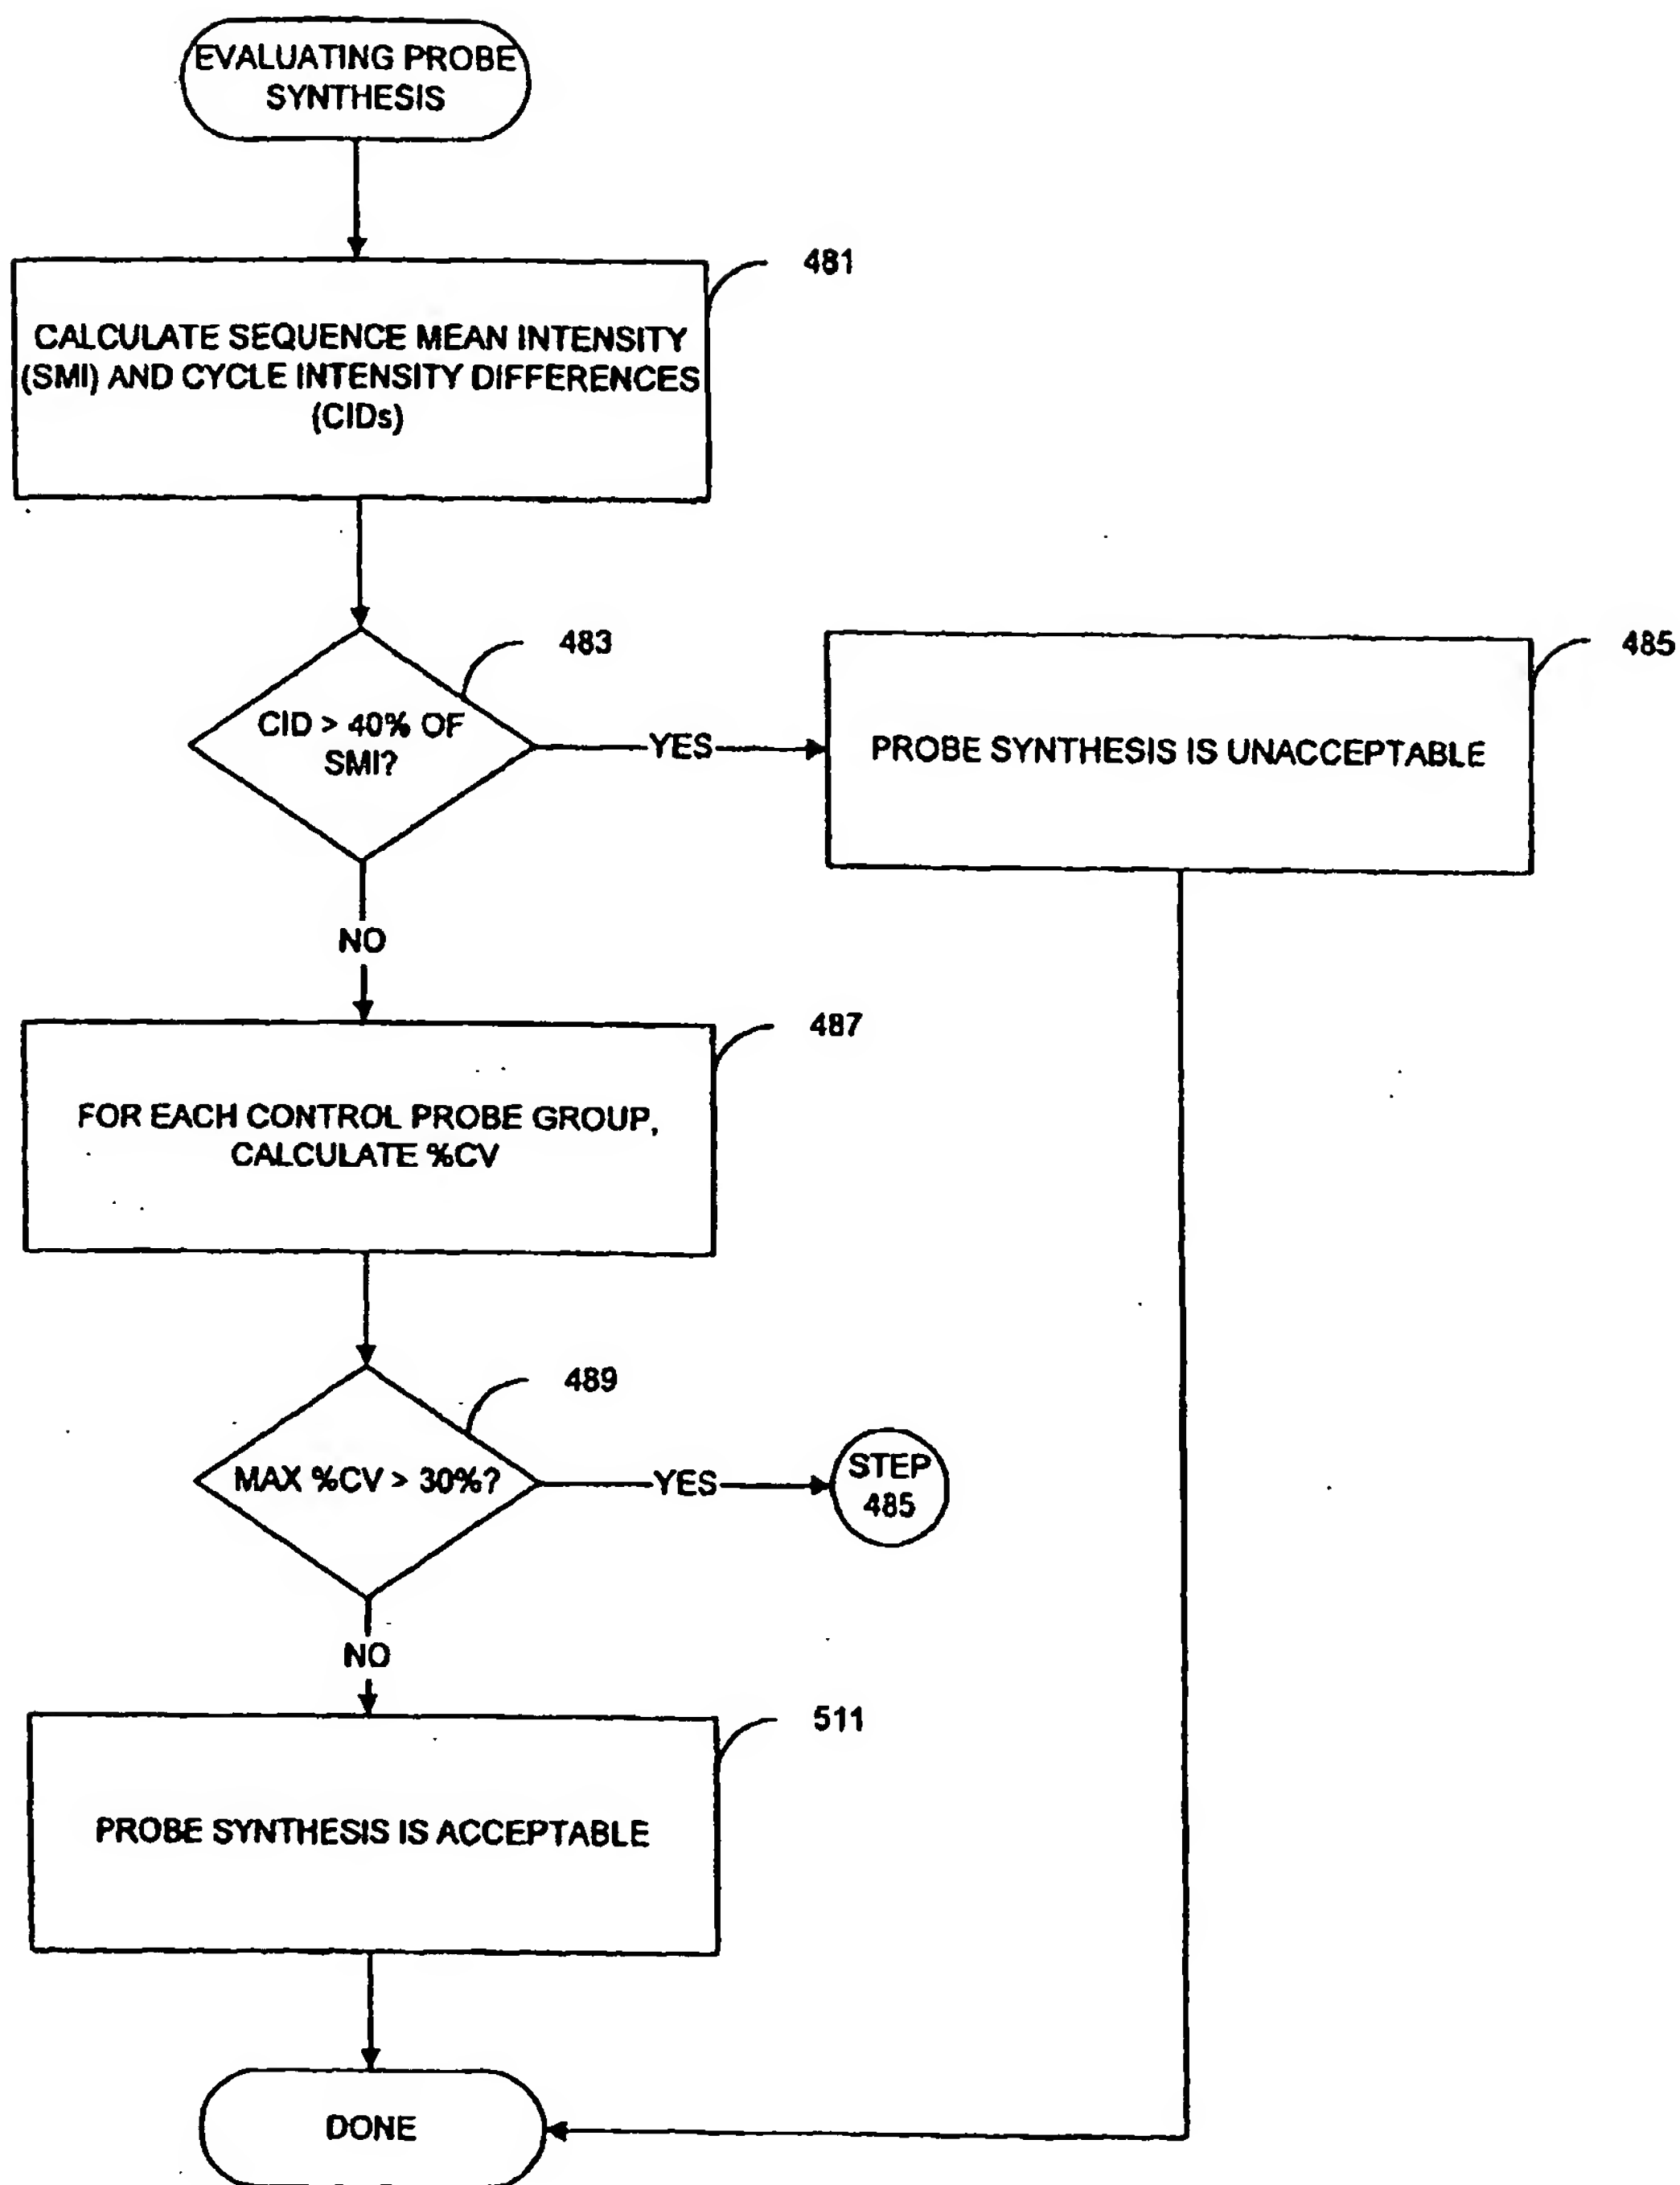 EVALUATING PROBE
SYNTHESIS
481
CALCULATE SEQUENCE MEAN INTENSITY
(SMI) AND CYCLE INTENSITY DIFFERENCES
(CIDs)
483
CID > 40% OF
SMI?
YES
485
PROBE SYNTHESIS IS UNACCEPTABLE
NO
487
FOR EACH CONTROL PROBE GROUP,
CALCULATE %CV
489
MAX %CV > 30%?
YES
STEP
485
NO
511
PROBE SYNTHESIS IS ACCEPTABLE
DONE